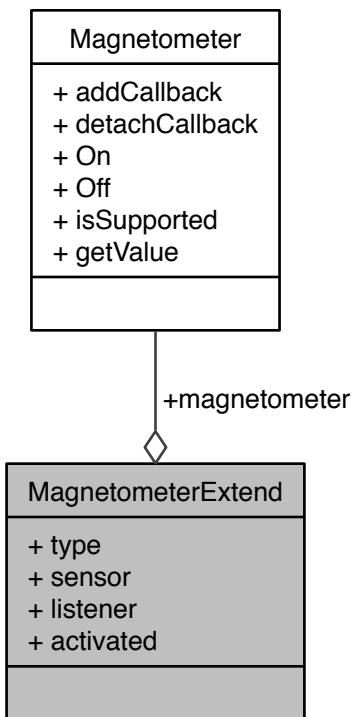 Magnetometer
+ addCallback
+ detachCallback
+ On
+ Off
+ isSupported
+ getValue
+magnetometer
MagnetometerExtend
+ type
+ sensor
+ listener
+ activated